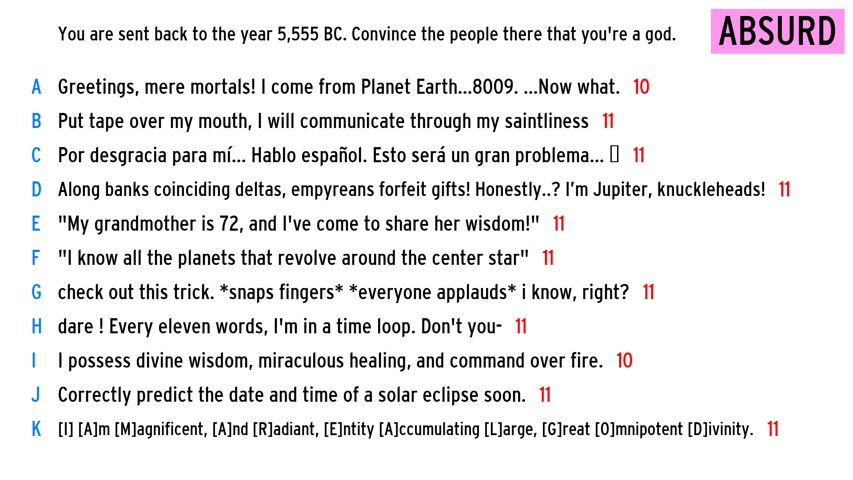 You are sent back to the year 5,555 BC. Convince the people there that you're a god.
ABSURD
A Greetings, mere mortals! I come from Planet Earth...8009. ...Now what. 10
B Put tape over my mouth, I will communicate through my saintliness 11
C Por desgracia para mí... Hablo español. Esto será un gran problema... ▯ 11
D Along banks coinciding deltas, empyreans forfeit gifts! Honestly..? I’m Jupiter, knuckleheads! 11
E "My grandmother is 72, and I've come to share her wisdom!" 11
F "I know all the planets that revolve around the center star" 11
G check out this trick. *snaps fingers* *everyone applauds* i know, right? 11
H dare ! Every eleven words, I'm in a time loop. Don't you- 11
I I possess divine wisdom, miraculous healing, and command over fire. 10
J Correctly predict the date and time of a solar eclipse soon. 11
K [I] [A]m [M]agnificent, [A]nd [R]adiant, [E]ntity [A]ccumulating [L]arge, [G]reat [O]mnipotent [D]ivinity. 11